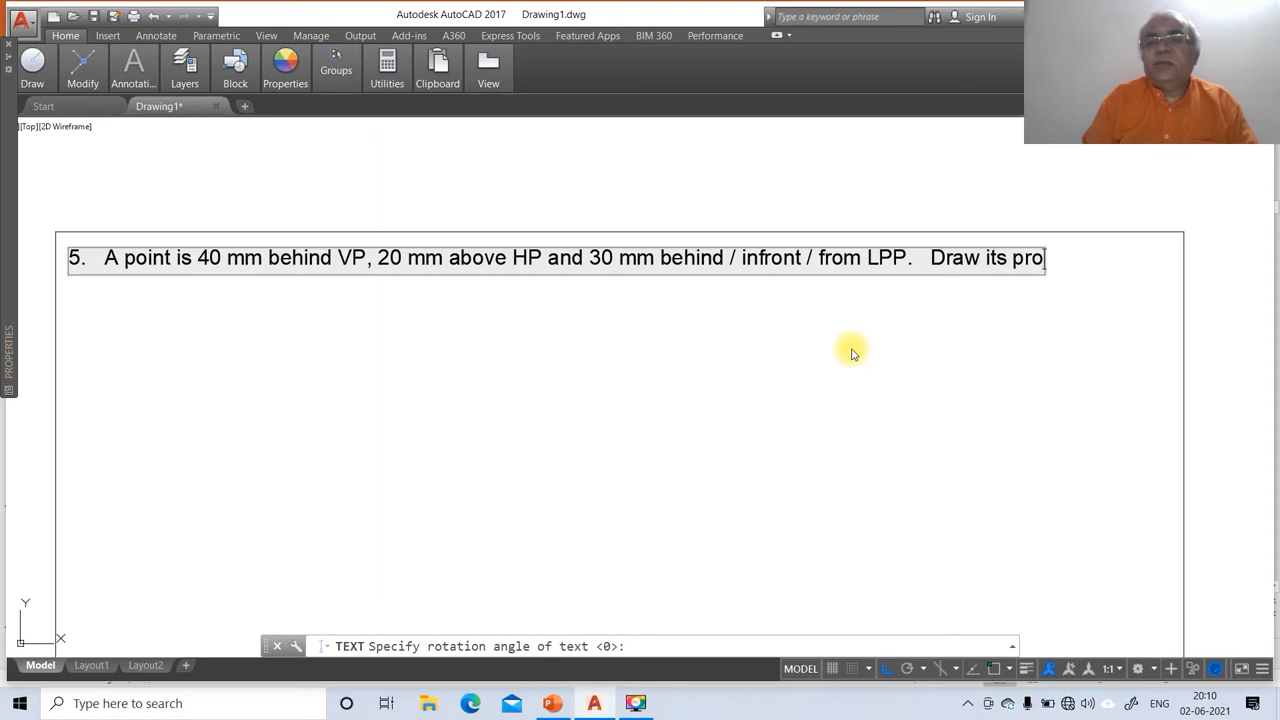 Autodesk AutoCAD 2017 Drawing1.dwg
Type a keyword or phrase
Sign In
Home Insert Annotate Parametric View Manage Output Add-ins A360 Express Tools Featured Apps BIM 360 Performance
Draw Modify Annotati... Layers Block Properties Groups Utilities Clipboard View
Start Drawing1*
][Top][2D Wireframe]
5. A point is 40 mm behind VP, 20 mm above HP and 30 mm behind / infront / from LPP. Draw its pro
PROPERTIES
Y
X
TEXT Specify rotation angle of text <0>:
Model Layout1 Layout2
MODEL 1:1
Type here to search
ENG
20:10
02-06-2021